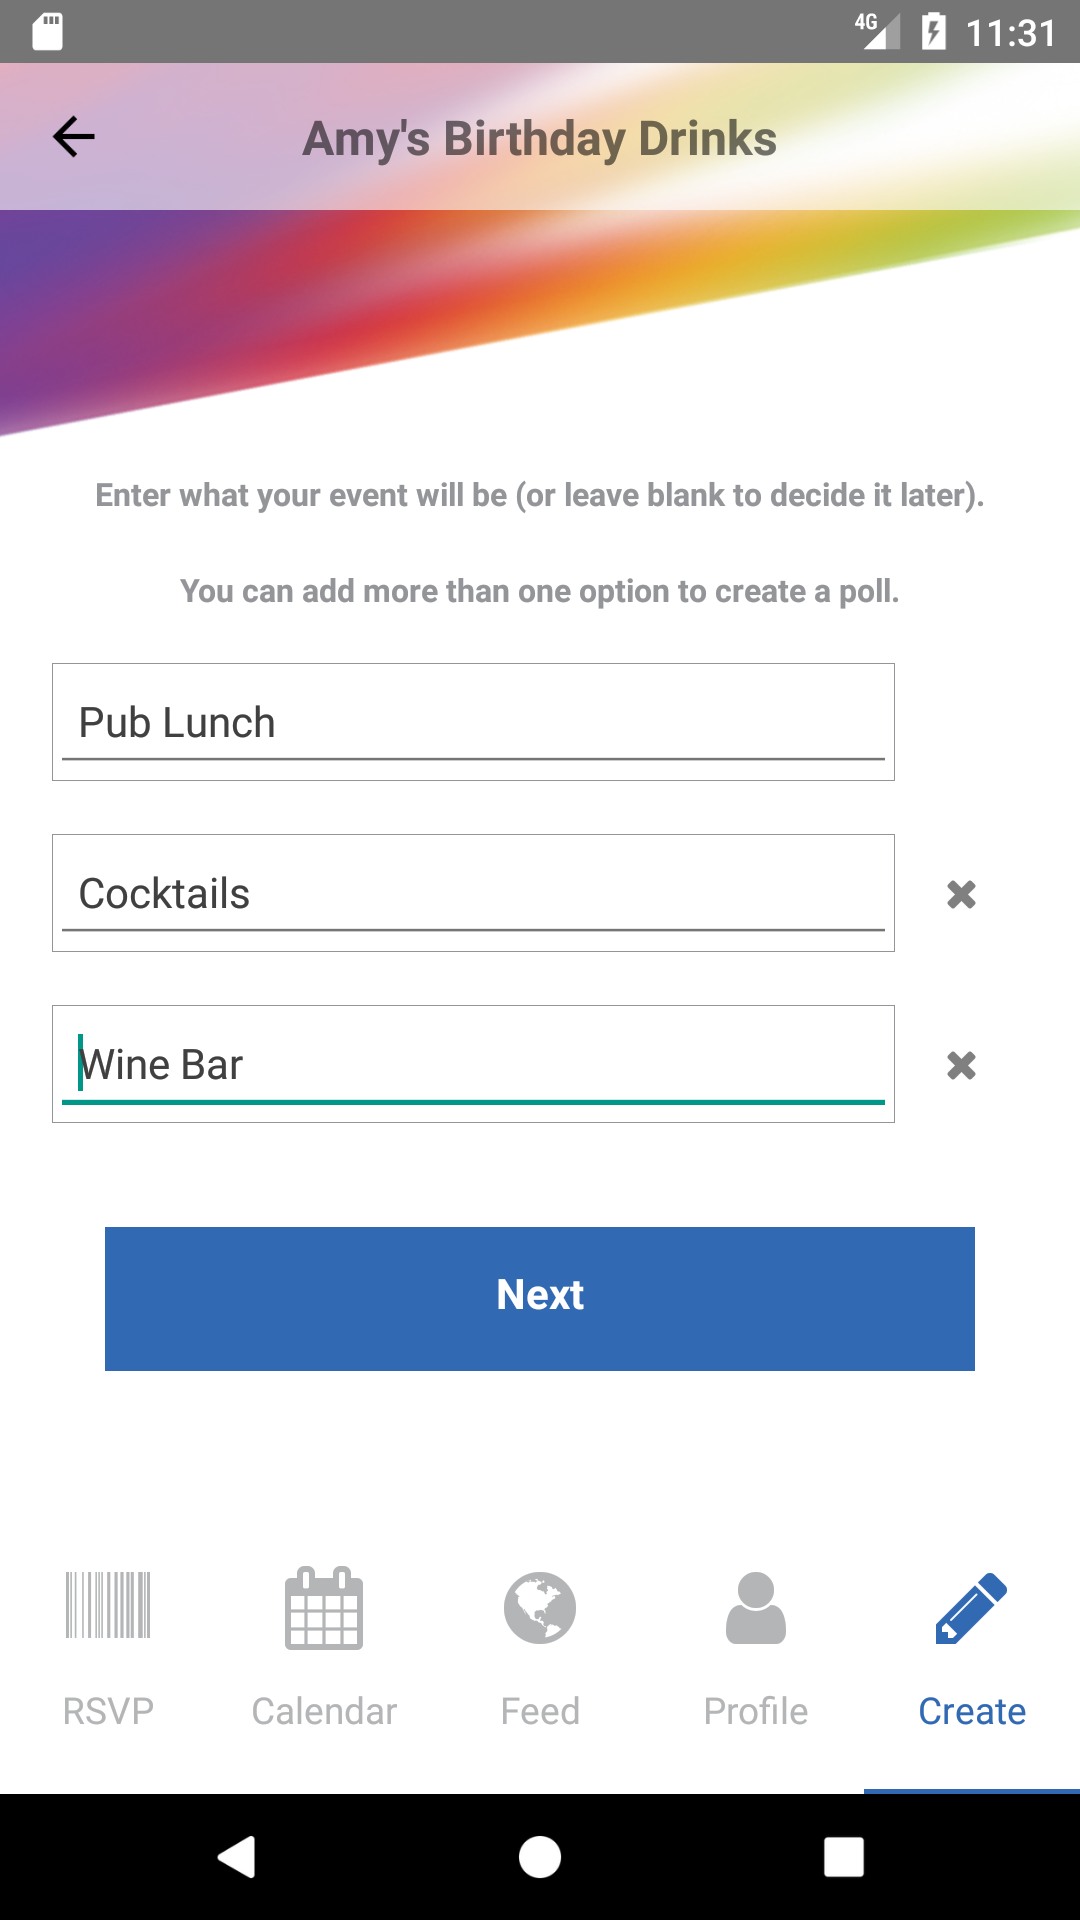 4G 11:31
Amy's Birthday Drinks
Enter what your event will be (or leave blank to decide it later).
You can add more than one option to create a poll.
Pub Lunch
Cocktails
Wine Bar
Next
RSVP Calendar Feed Profile Create